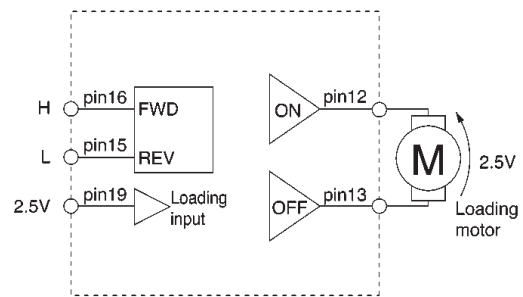 H
pin16
FWD
L
pin15
REV
2.5V
pin19
Loading
input
ON
pin12
OFF
pin13
M
2.5V
Loading
motor